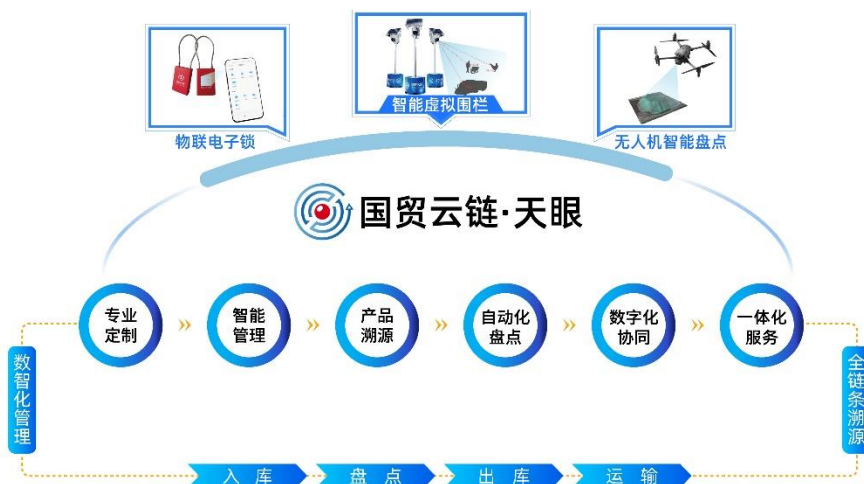 智能虚拟围栏
物联电子锁
无人机智能盘点
国贸云链·天眼
专业
定制
智能
管理
产品
溯源
自动化
盘点
数字化
协同
一体化
服务
数智化管理
全链条溯源
入库
盘点
出库
运输